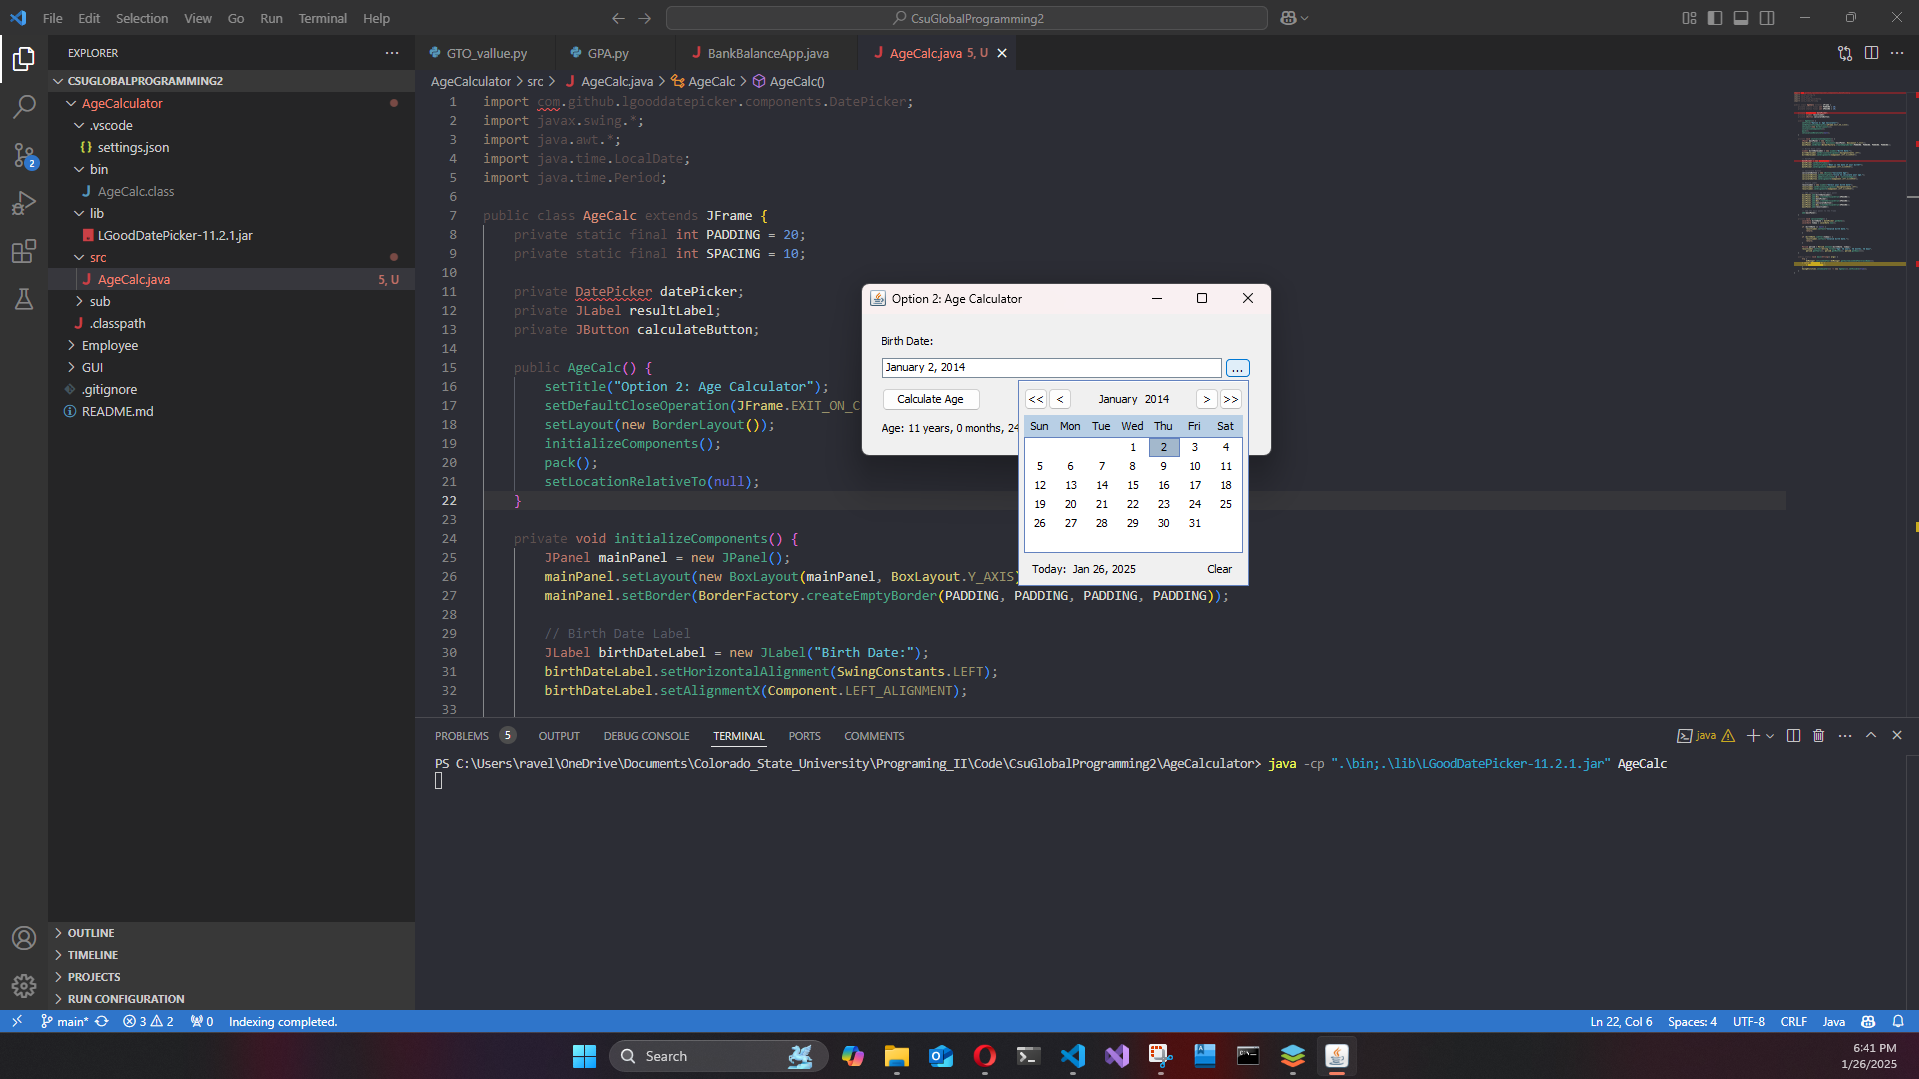 File Edit Selection View Go Run Terminal Help
CsuGlobalProgramming2
EXPLORER
CSUGLOBALPROGRAMMING2
AgeCalculator
.vscode
{} settings.json
bin
J AgeCalc.class
lib
LGoodDatePicker-11.2.1.jar
src
J AgeCalc.java 5, U
sub
J .classpath
Employee
GUI
.gitignore
README.md
OUTLINE
TIMELINE
PROJECTS
RUN CONFIGURATION
2
GTO_vallue.py GPA.py J BankBalanceApp.java J AgeCalc.java 5, U
AgeCalculator > src > J AgeCalc.java > AgeCalc > AgeCalc()
1 import com.github.lgooddatepicker.components.DatePicker;
2 import javax.swing.*;
3 import java.awt.*;
4 import java.time.LocalDate;
5 import java.time.Period;
6
7 public class AgeCalc extends JFrame {
8 private static final int PADDING = 20;
9 private static final int SPACING = 10;
10
11 private DatePicker datePicker;
12 private JLabel resultLabel;
13 private JButton calculateButton;
14
15 public AgeCalc() {
16 setTitle("Option 2: Age Calculator");
17 setDefaultCloseOperation(JFrame.EXIT_ON_C
18 setLayout(new BorderLayout());
19 initializeComponents();
20 pack();
21 setLocationRelativeTo(null);
22 }
23
24 private void initializeComponents() {
25 JPanel mainPanel = new JPanel();
26 mainPanel.setLayout(new BoxLayout(mainPanel, BoxLayout.Y_AXIS)
27 mainPanel.setBorder(BorderFactory.createEmptyBorder(PADDING, PADDING, PADDING, PADDING));
28
29 // Birth Date Label
30 JLabel birthDateLabel = new JLabel("Birth Date:");
31 birthDateLabel.setHorizontalAlignment(SwingConstants.LEFT);
32 birthDateLabel.setAlignmentX(Component.LEFT_ALIGNMENT);
33
Option 2: Age Calculator
Birth Date:
January 2, 2014 ...
Calculate Age
Age: 11 years, 0 months, 24
<< < January 2014 > >>
Sun Mon Tue Wed Thu Fri Sat
1 2 3 4
5 6 7 8 9 10 11
12 13 14 15 16 17 18
19 20 21 22 23 24 25
26 27 28 29 30 31
Today: Jan 26, 2025 Clear
PROBLEMS 5 OUTPUT DEBUG CONSOLE TERMINAL PORTS COMMENTS
java
PS C:\Users\ravel\OneDrive\Documents\Colorado_State_University\Programing_II\Code\CsuGlobalProgramming2\AgeCalculator> java -cp ".\bin;.\lib\LGoodDatePicker-11.2.1.jar" AgeCalc
main* 3 2 0 Indexing completed.
Ln 22, Col 6 Spaces: 4 UTF-8 CRLF Java
Search
6:41 PM
1/26/2025